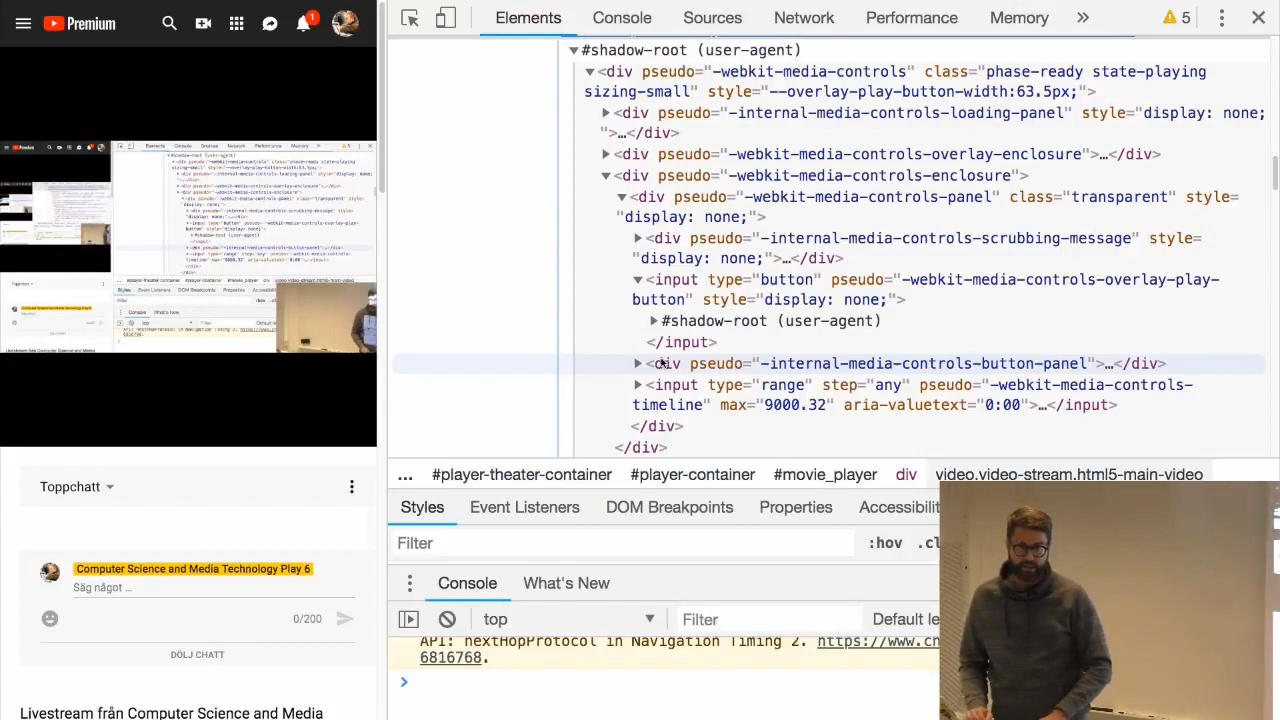 Premium
1
Toppchatt
Computer Science and Media Technology Play 6
Säg något ...
0/200
DÖLJ CHATT
Livestream från Computer Science and Media
Elements Console Sources Network Performance Memory » 5
▼#shadow-root (user-agent)
▼<div pseudo="-webkit-media-controls" class="phase-ready state-playing
sizing-small" style="--overlay-play-button-width:63.5px;">
▶<div pseudo="-internal-media-controls-loading-panel" style="display: none;
">…</div>
▶<div pseudo="-webkit-media-controls-overlay-enclosure">…</div>
▼<div pseudo="-webkit-media-controls-enclosure">
▼<div pseudo="-webkit-media-controls-panel" class="transparent" style=
"display: none;">
▶<div pseudo="-internal-media-controls-scrubbing-message" style=
"display: none;">…</div>
▼<input type="button" pseudo="-webkit-media-controls-overlay-play-
button" style="display: none;">
▶#shadow-root (user-agent)
</input>
▶<div pseudo="-internal-media-controls-button-panel">…</div>
▶<input type="range" step="any" pseudo="-webkit-media-controls-
timeline" max="9000.32" aria-valuetext="0:00">…</input>
</div>
</div>
... #player-theater-container #player-container #movie_player div video.video-stream.html5-main-video
Styles Event Listeners DOM Breakpoints Properties
Filter :hov
Console What's New
top Filter
API: nextHopProtocol in Navigation Timing 2.
6816768.